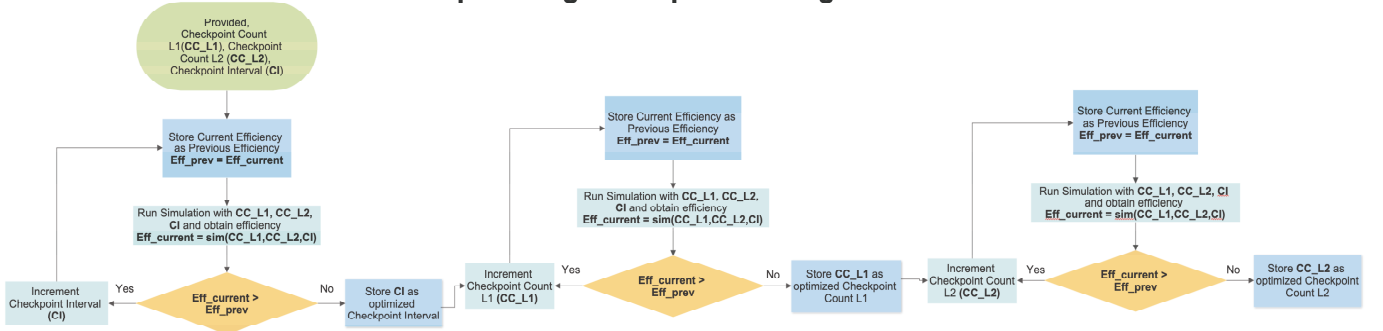 Provided,
Checkpoint Count
L1(CC_L1), Checkpoint
Count L2 (CC_L2),
Checkpoint Interval (CI)
Store Current Efficiency
as Previous Efficiency
Eff_prev = Eff_current
Run Simulation with CC_L1, CC_L2,
CI and obtain efficiency
Eff_current = sim(CC_L1,CC_L2,CI)
Increment
Checkpoint Interval
(CI)
Yes
Eff_current >
Eff_prev
No
Store CI as
optimized
Checkpoint Interval
Store Current Efficiency as
Previous Efficiency
Eff_prev = Eff_current
Run Simulation with CC_L1, CC_L2,
CI and obtain efficiency
Eff_current = sim(CC_L1,CC_L2,CI)
Increment
Checkpoint Count
L1 (CC_L1)
Yes
Eff_current >
Eff_prev
No
Store CC_L1 as
optimized Checkpoint
Count L1
Store Current Efficiency
as Previous Efficiency
Eff_prev = Eff_current
Run Simulation with CC_L1, CC_L2, CI
and obtain efficiency
Eff_current = sim(CC_L1,CC_L2,CI)
Increment
Checkpoint Count
L2 (CC_L2)
Yes
Eff_current >
Eff_prev
No
Store CC_L2 as
optimized Checkpoint
Count L2